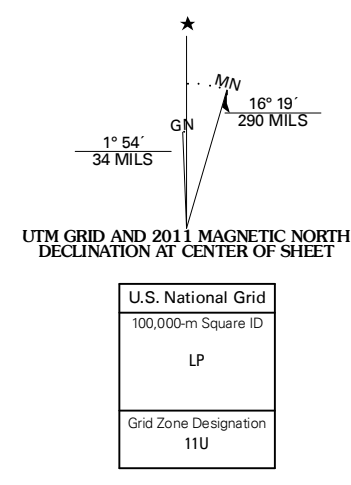 ★
MN
16° 19´
290 MILS
GN
1° 54´
34 MILS
UTM GRID AND 2011 MAGNETIC NORTH
DECLINATION AT CENTER OF SHEET
U.S. National Grid
100,000-m Square ID
LP
Grid Zone Designation
11U